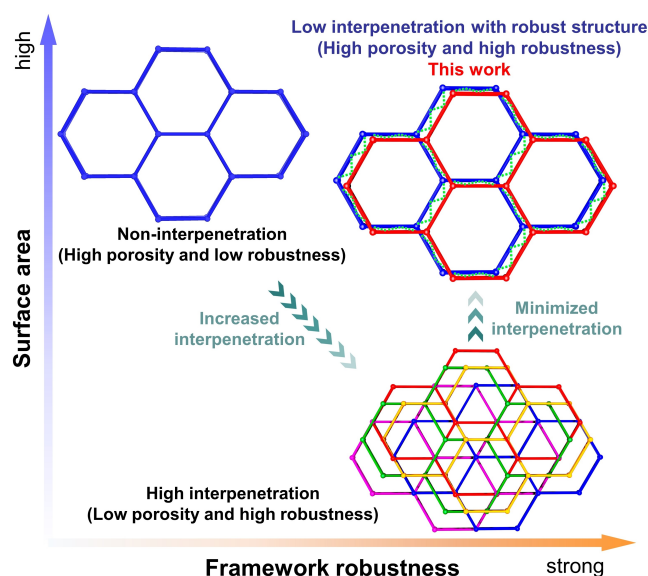 high
Surface area
Low interpenetration with robust structure
(High porosity and high robustness)
This work
Non-interpenetration
(High porosity and low robustness)
Increased
interpenetration
Minimized
interpenetration
High interpenetration
(Low porosity and high robustness)
Framework robustness
strong